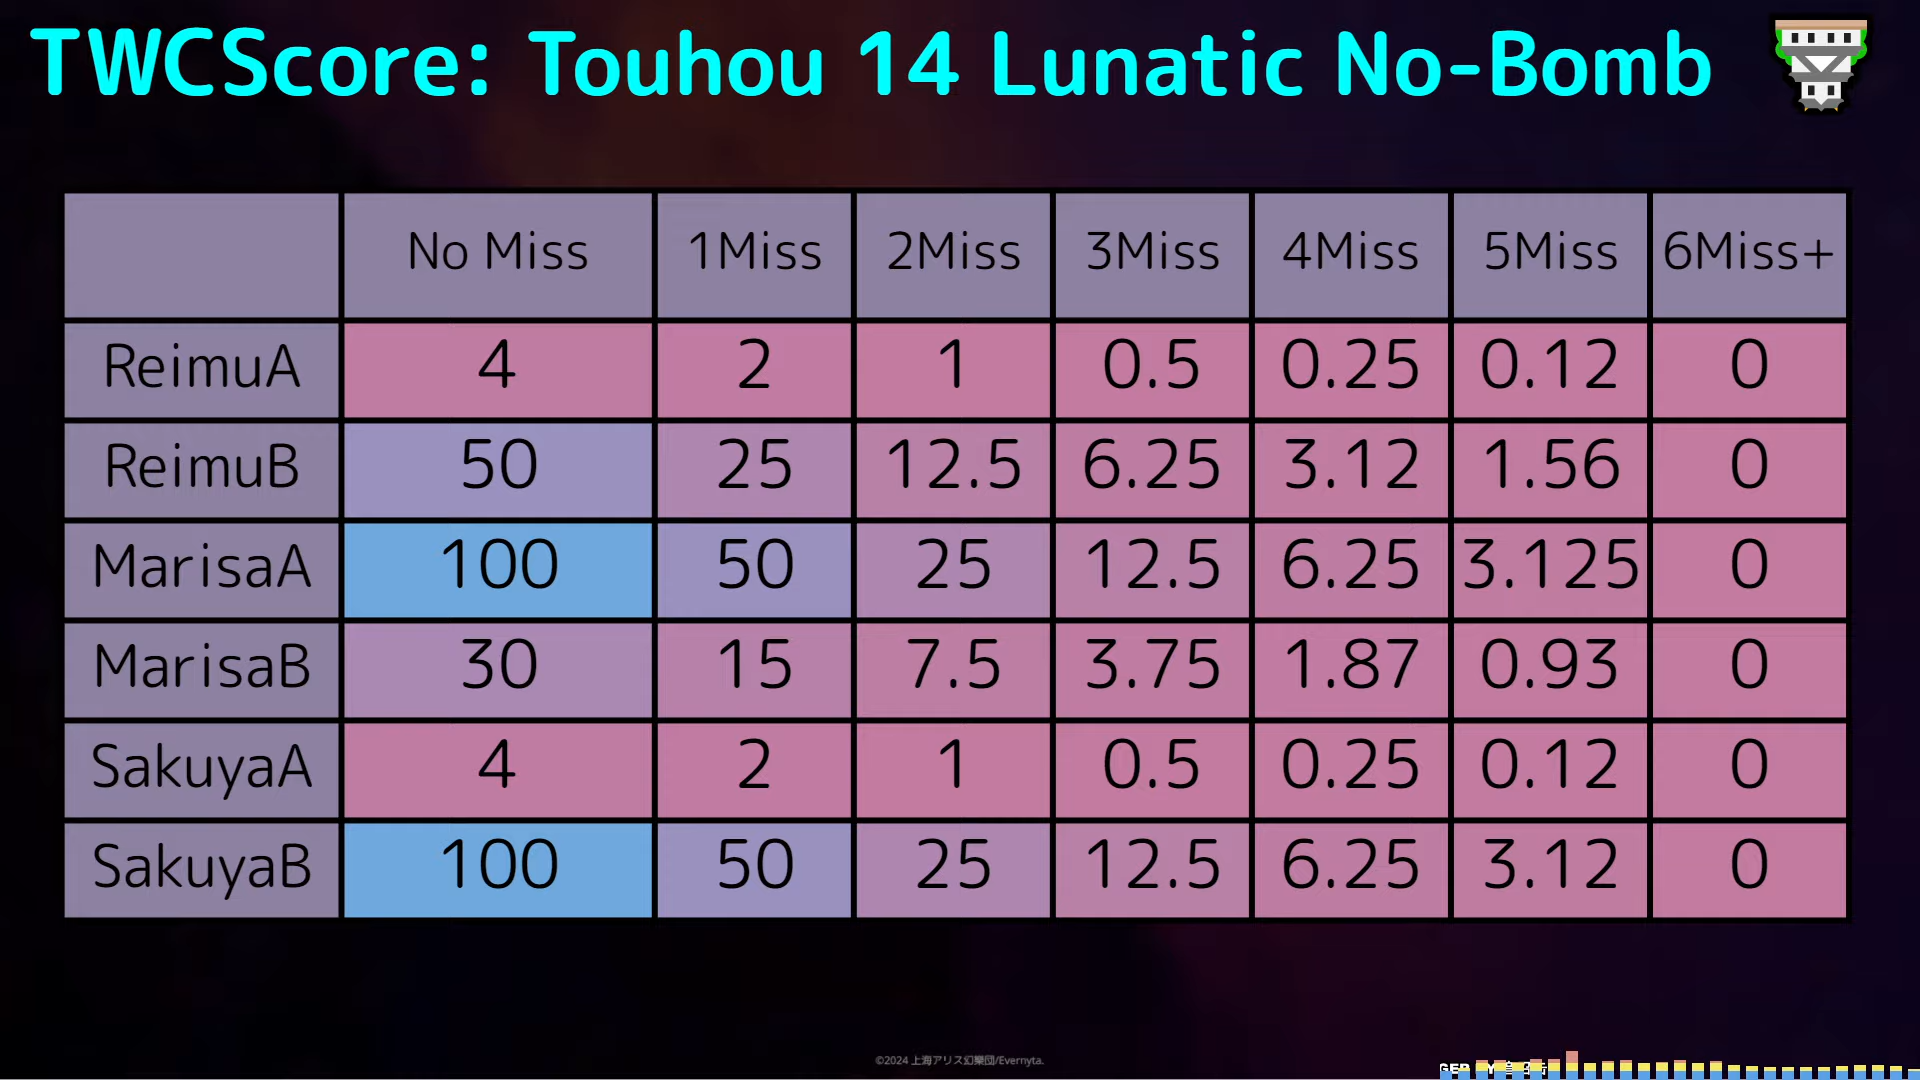 TWCScore: Touhou 14 Lunatic No-Bomb
No Miss 1Miss 2Miss 3Miss 4Miss 5Miss 6Miss+
ReimuA 4 2 1 0.5 0.25 0.12 0
ReimuB 50 25 12.5 6.25 3.12 1.56 0
MarisaA 100 50 25 12.5 6.25 3.125 0
MarisaB 30 15 7.5 3.75 1.87 0.93 0
SakuyaA 4 2 1 0.5 0.25 0.12 0
SakuyaB 100 50 25 12.5 6.25 3.12 0
©2024 上海アリス幻樂団/Evernyta.